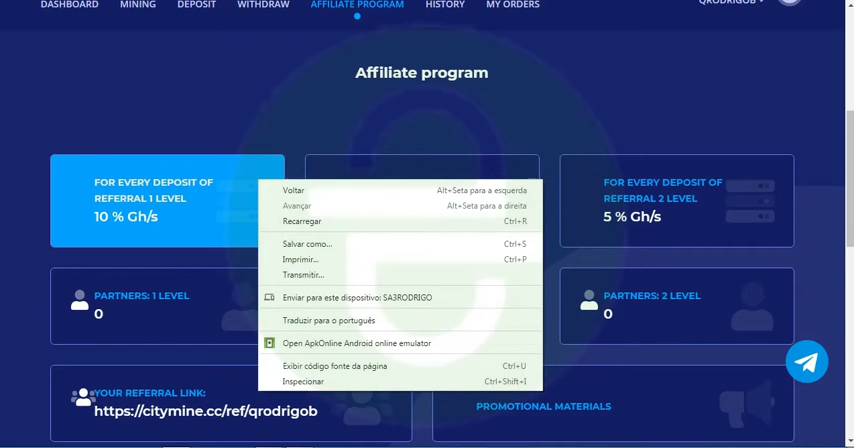 DASHBOARD MINING DEPOSIT WITHDRAW AFFILIATE PROGRAM HISTORY MY ORDERS QRODRIGOB
Affiliate program
FOR EVERY DEPOSIT OF
REFERRAL 1 LEVEL
10 % Gh/s
FOR EVERY DEPOSIT OF
REFERRAL 2 LEVEL
5 % Gh/s
Voltar Alt+Seta para a esquerda
Avançar Alt+Seta para a direita
Recarregar Ctrl+R
Salvar como... Ctrl+S
Imprimir... Ctrl+P
Transmitir...
Enviar para este dispositivo: SA3RODRIGO
Traduzir para o português
Open ApkOnline Android online emulator
Exibir código fonte da página Ctrl+U
Inspecionar Ctrl+Shift+I
PARTNERS: 1 LEVEL
0
PARTNERS: 2 LEVEL
0
YOUR REFERRAL LINK:
https://citymine.cc/ref/qrodrigob
PROMOTIONAL MATERIALS